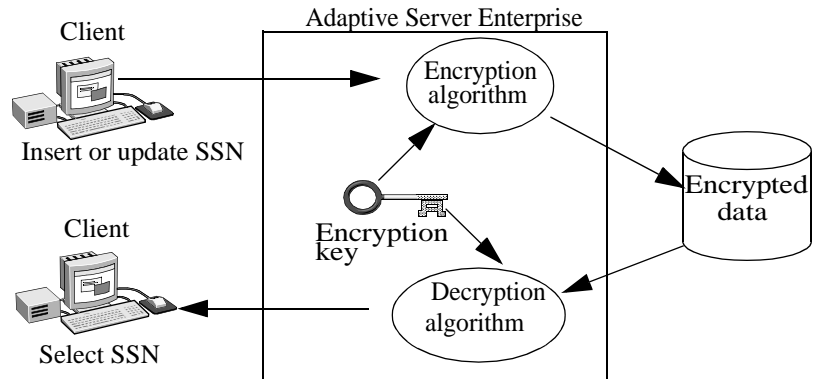 Adaptive Server Enterprise
Client
Encryption
algorithm
Insert or update SSN
Encrypted
data
Encryption
key
Client
Decryption
algorithm
Select SSN